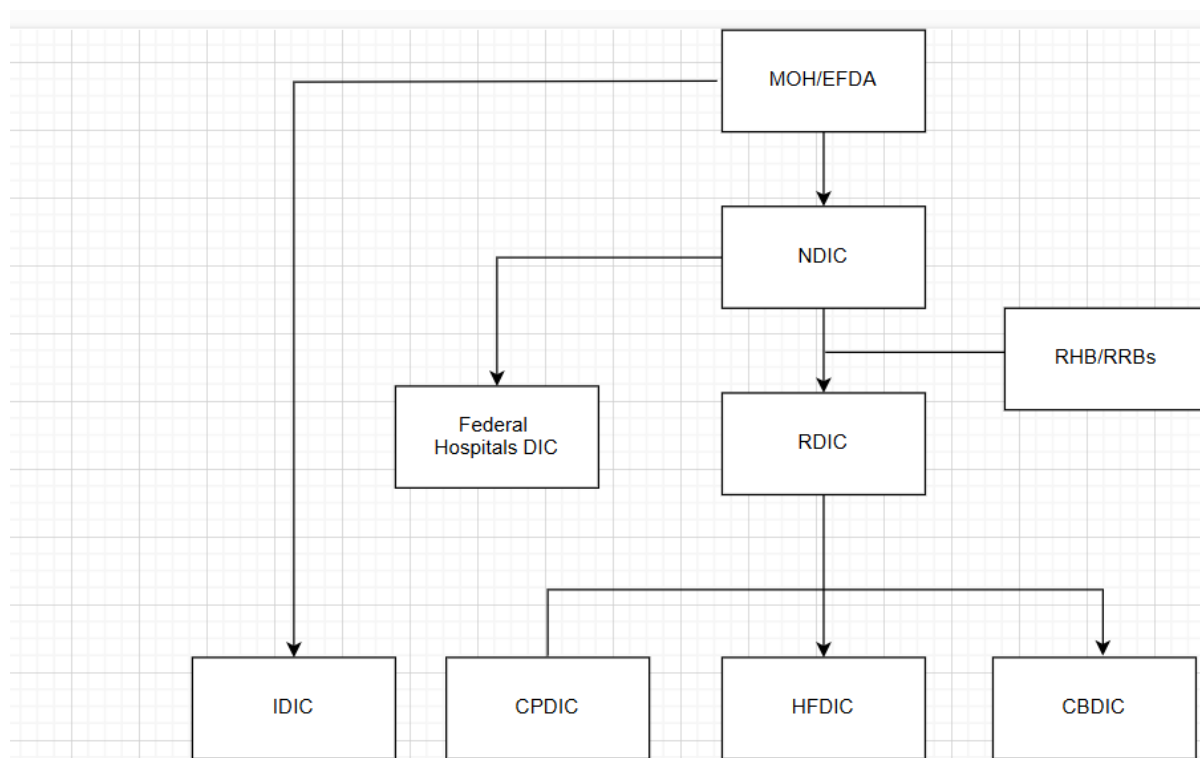 MOH/EFDA
NDIC
RHB/RRBs
Federal
Hospitals DIC
RDIC
IDIC
CPDIC
HFDIC
CBDIC